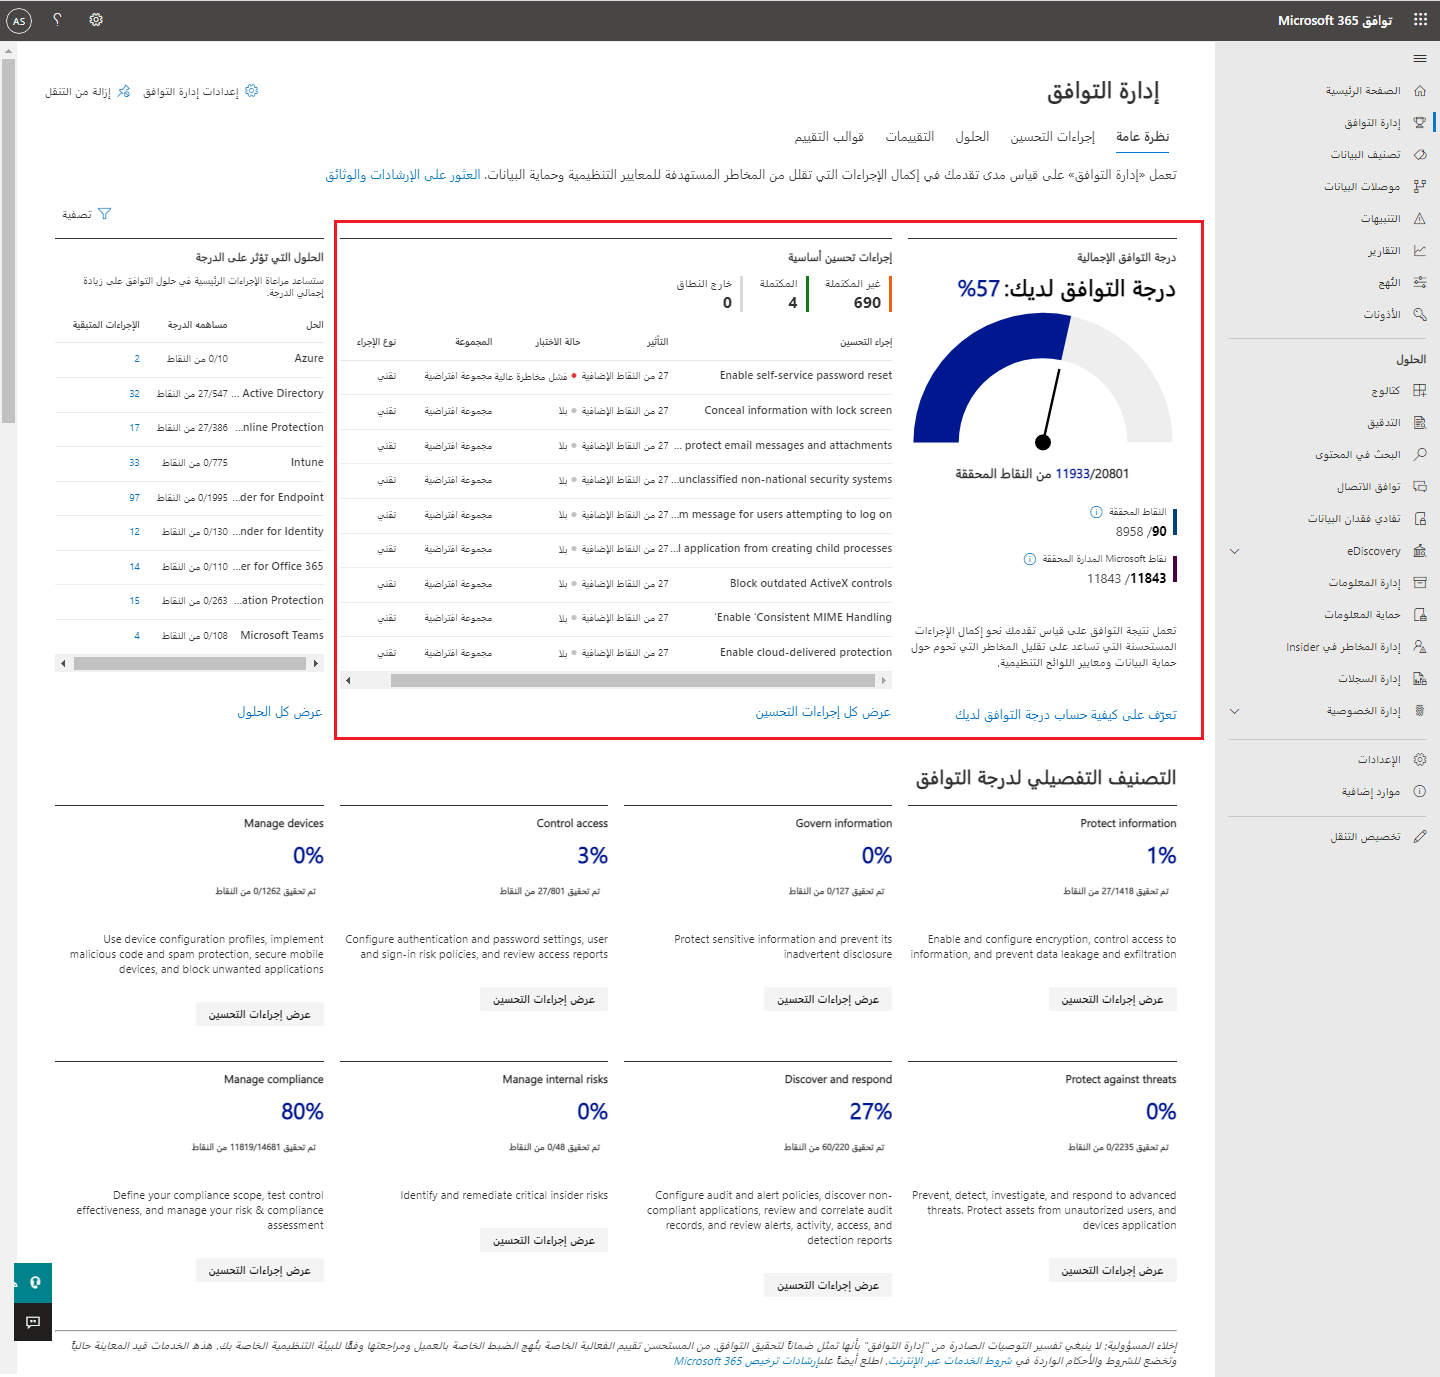 توافق Microsoft 365
AS
الصفحة الرئيسية
إدارة التوافق
تصنيف البيانات
موصلات البيانات
التنبيهات
التقارير
النُهج
الأذونات
الحلول
كتالوج
التدقيق
البحث في المحتوى
توافق الاتصال
تفادي فقدان البيانات
eDiscovery
إدارة المعلومات
حماية المعلومات
إدارة المخاطر في Insider
إدارة السجلات
إدارة الخصوصية
الإعدادات
موارد إضافية
تخصيص التنقل
إدارة التوافق
إعدادات إدارة التوافق
إزالة من التنقل
نظرة عامة
إجراءات التحسين
الحلول
التقييمات
قوالب التقييم
تعمل «إدارة التوافق» على قياس مدى تقدمك في إكمال الإجراءات التي تقلل من المخاطر المستهدفة للمعايير التنظيمية وحماية البيانات. العثور على الإرشادات والوثائق
تصفية
درجة التوافق الإجمالية
درجة التوافق لديك: 57%
11933/20801 من النقاط المحققة
النقاط المحققة
90/ 8958
نقاط Microsoft المدارة المحققة
11843/ 11843
تعمل نتيجة التوافق على قياس تقدمك نحو إكمال الإجراءات
المستحسنة التي تساعد على تقليل المخاطر التي تحوم حول
حماية البيانات ومعايير اللوائح التنظيمية.
تعرّف على كيفية حساب درجة التوافق لديك
إجراءات تحسين أساسية
غير المكتملة
690
المكتملة
4
خارج النطاق
0
إجراء التحسين التأثير حالة الاختبار المجموعة نوع الإجراء
Enable self-service password reset 27 من النقاط الإضافية فشل مخاطرة عالية مجموعة افتراضية تقني
Conceal information with lock screen 27 من النقاط الإضافية بلا مجموعة افتراضية تقني
... protect email messages and attachments 27 من النقاط الإضافية بلا مجموعة افتراضية تقني
...unclassified non-national security systems 27 من النقاط الإضافية بلا مجموعة افتراضية تقني
...m message for users attempting to log on 27 من النقاط الإضافية بلا مجموعة افتراضية تقني
...l application from creating child processes 27 من النقاط الإضافية بلا مجموعة افتراضية تقني
Block outdated ActiveX controls 27 من النقاط الإضافية بلا مجموعة افتراضية تقني
'Enable 'Consistent MIME Handling 27 من النقاط الإضافية بلا مجموعة افتراضية تقني
Enable cloud-delivered protection 27 من النقاط الإضافية بلا مجموعة افتراضية تقني
عرض كل إجراءات التحسين
الحلول التي تؤثر على الدرجة
ستساعد مراعاة الإجراءات الرئيسية في حلول التوافق على زيادة
إجمالي الدرجة.
الحل مساهمة الدرجة الإجراءات المتبقية
Azure 0/10 من النقاط 2
... Active Directory 27/547 من النقاط 32
...nline Protection 27/386 من النقاط 17
Intune 0/775 من النقاط 33
...der for Endpoint 0/1995 من النقاط 97
...nder for Identity 0/130 من النقاط 12
...er for Office 365 0/110 من النقاط 14
...ation Protection 0/263 من النقاط 15
Microsoft Teams 0/108 من النقاط 4
عرض كل الحلول
التصنيف التفصيلي لدرجة التوافق
Protect information
1%
تم تحقيق 27/1418 من النقاط
Enable and configure encryption, control access to
information, and prevent data leakage and exfiltration
عرض إجراءات التحسين
Govern information
0%
تم تحقيق 0/127 من النقاط
Protect sensitive information and prevent its
inadvertent disclosure
عرض إجراءات التحسين
Control access
3%
تم تحقيق 27/801 من النقاط
Configure authentication and password settings, user
and sign-in risk policies, and review access reports
عرض إجراءات التحسين
Manage devices
0%
تم تحقيق 0/1262 من النقاط
Use device configuration profiles, implement
malicious code and spam protection, secure mobile
devices, and block unwanted applications
عرض إجراءات التحسين
Protect against threats
0%
تم تحقيق 0/2235 من النقاط
Prevent, detect, investigate, and respond to advanced
threats. Protect assets from unautorized users, and
devices application
عرض إجراءات التحسين
Discover and respond
27%
تم تحقيق 60/220 من النقاط
Configure audit and alert policies, discover non-
compliant applications, review and correlate audit
records, and review alerts, activity, access, and
detection reports
عرض إجراءات التحسين
Manage internal risks
0%
تم تحقيق 0/48 من النقاط
Identify and remediate critical insider risks
عرض إجراءات التحسين
Manage compliance
80%
تم تحقيق 11819/14681 من النقاط
Define your compliance scope, test control
effectiveness, and manage your risk & compliance
assessment
عرض إجراءات التحسين
إخلاء المسؤولية: لا ينبغي تفسير التوصيات الصادرة من "إدارة التوافق" بأنها تمثل ضمانًا لتحقيق التوافق. من المستحسن تقييم الفعالية الخاصة بنُهج الضبط الخاصة بالعميل ومراجعتها وفقًا للبيئة التنظيمية الخاصة بك. هذه الخدمات قيد المعاينة حاليًا
وتخضع للشروط والأحكام الواردة في شروط الخدمات عبر الإنترنت. اطلع أيضًا على إرشادات ترخيص Microsoft 365